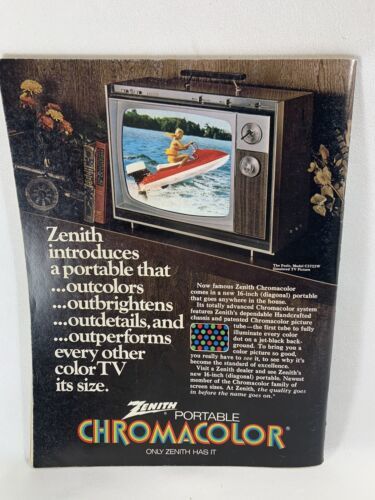 Zenith
introduces
a portable that
...outcolors
...outbrightens
...outdetails, and
...outperforms
every other
color TV
its size.
Simulated TV Picture
Now famous Zenith Chromacolor
comes in a new 16-inch (diagonal) portable
that goes anywhere in the house.
Its totally advanced Chromacolor system
features Zenith's dependable Handcrafted
chassis and patented Chromacolor picture
tube—the first tube to fully
illuminate every color
dot on a jet-black back-
ground. To bring you a
color picture so good,
you really have to see it, to see why it's
become the standard of excellence.
Visit a Zenith dealer and see Zenith's
new 16-inch (diagonal) portable. Newest
member of the Chromacolor family of
screen sizes. At Zenith, the quality goes
in before the name goes on.®
ZENITH® PORTABLE
CHROMACOLOR®
ONLY ZENITH HAS IT